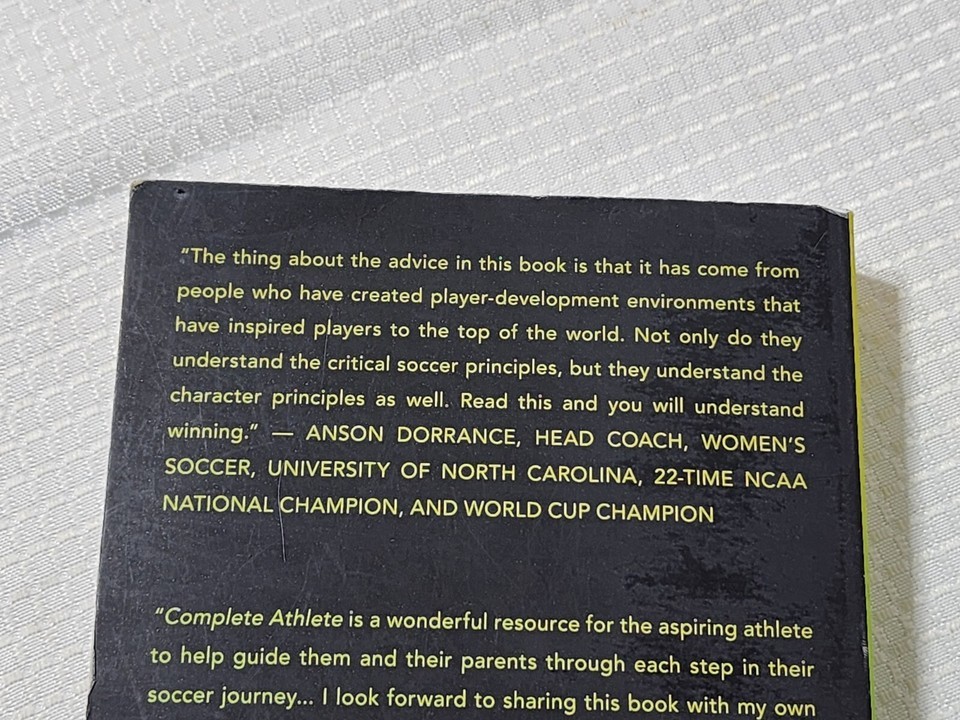 “The thing about the advice in this book is that it has come from
people who have created player-development environments that
have inspired players to the top of the world. Not only do they
understand the critical soccer principles, but they understand the
character principles as well. Read this and you will understand
winning.” — ANSON DORRANCE, HEAD COACH, WOMEN’S
SOCCER, UNIVERSITY OF NORTH CAROLINA, 22-TIME NCAA
NATIONAL CHAMPION, AND WORLD CUP CHAMPION
“Complete Athlete is a wonderful resource for the aspiring athlete
to help guide them and their parents through each step in their
soccer journey... I look forward to sharing this book with my own